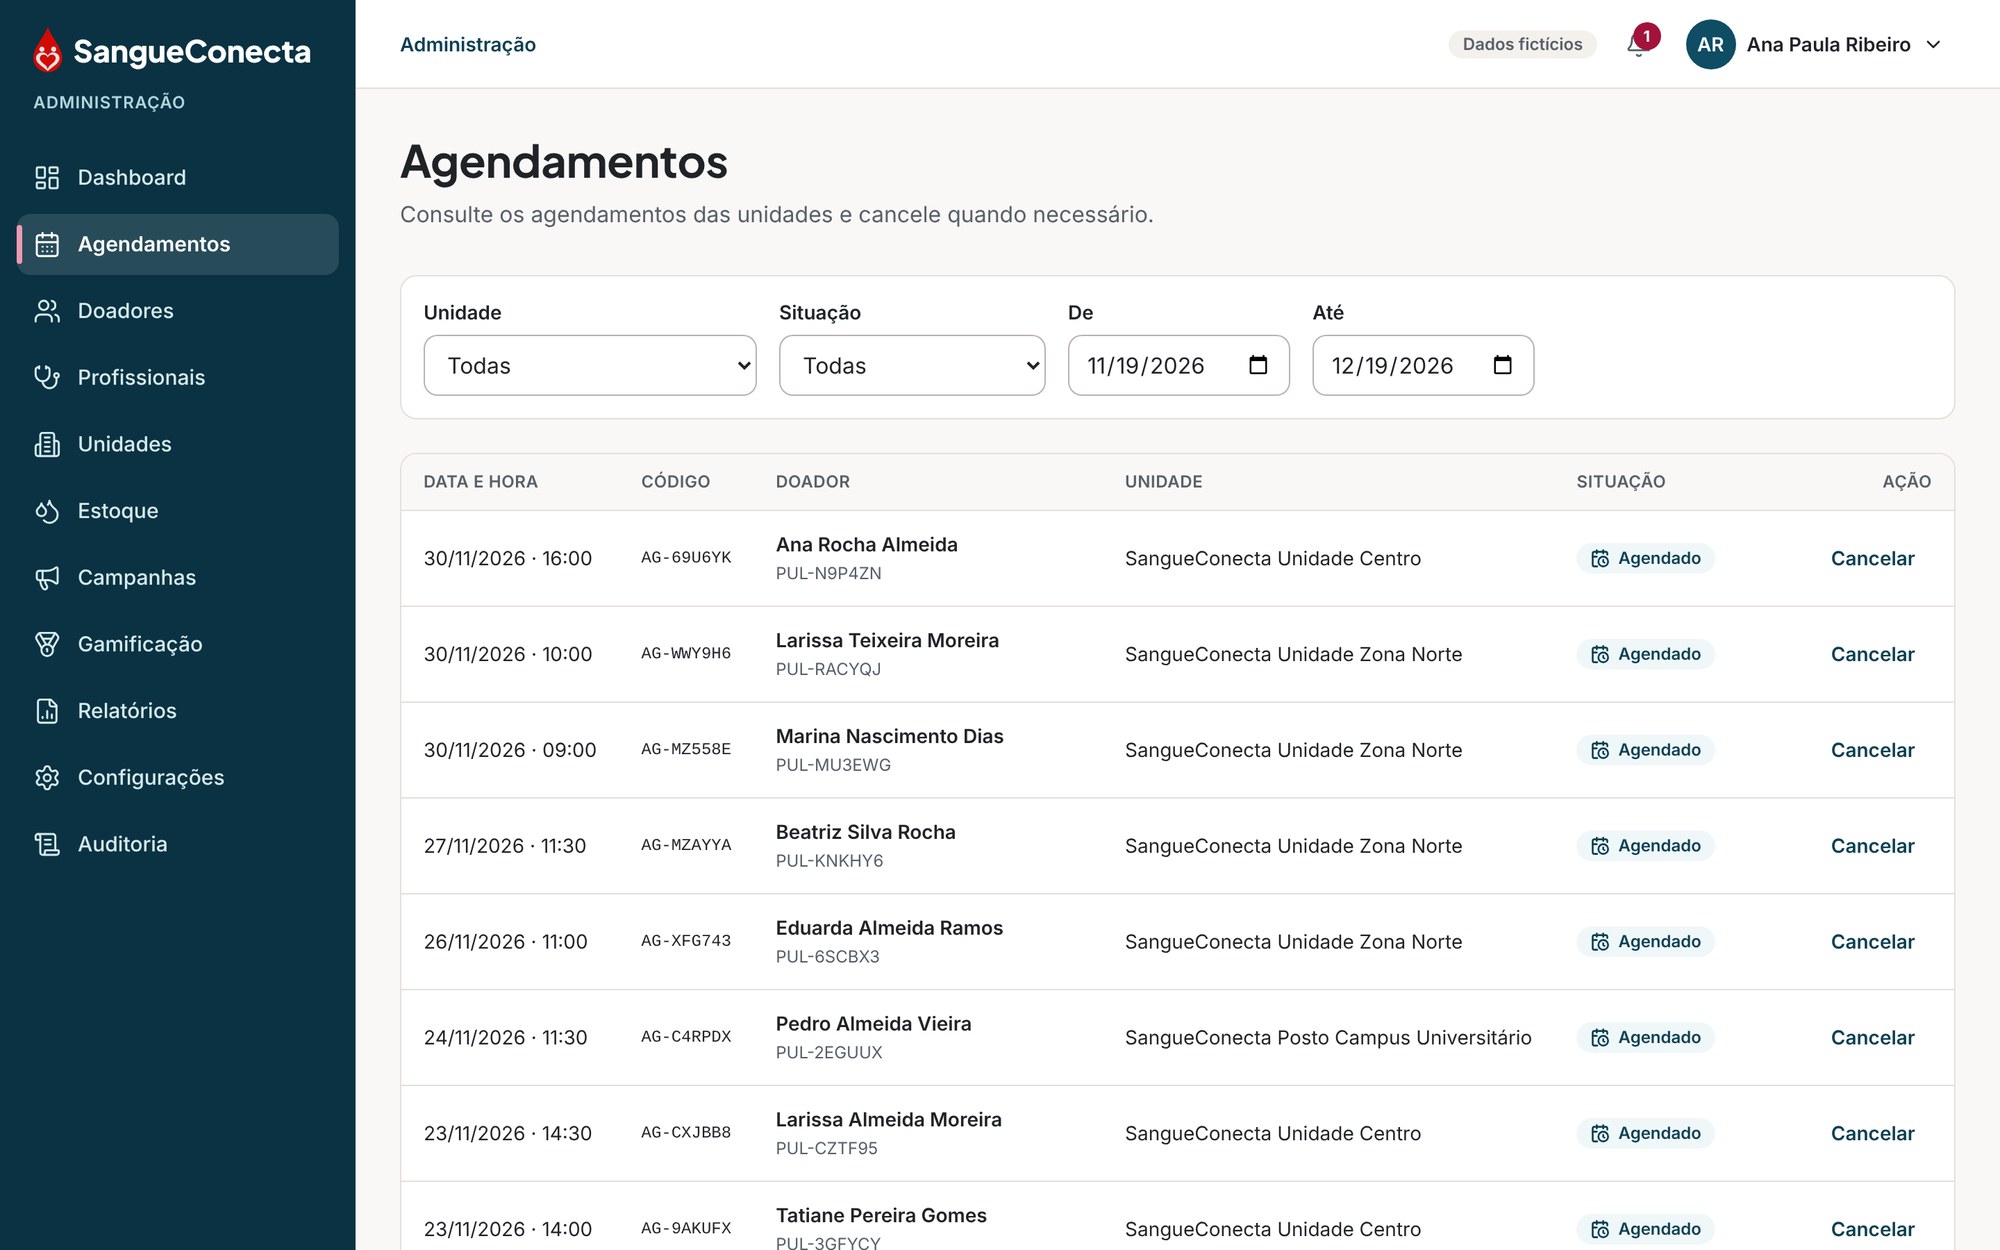 SangueConecta
ADMINISTRAÇÃO
Dashboard
Agendamentos
Doadores
Profissionais
Unidades
Estoque
Campanhas
Gamificação
Relatórios
Configurações
Auditoria
Administração
Dados fictícios
1
AR
Ana Paula Ribeiro
Agendamentos
Consulte os agendamentos das unidades e cancele quando necessário.
Unidade Situação De Até
Todas Todas 11/19/2026 12/19/2026
DATA E HORA CÓDIGO DOADOR UNIDADE SITUAÇÃO AÇÃO
30/11/2026 · 16:00 AG-69U6YK Ana Rocha Almeida SangueConecta Unidade Centro Agendado Cancelar
PUL-N9P4ZN
30/11/2026 · 10:00 AG-WWY9H6 Larissa Teixeira Moreira SangueConecta Unidade Zona Norte Agendado Cancelar
PUL-RACYQJ
30/11/2026 · 09:00 AG-MZ558E Marina Nascimento Dias SangueConecta Unidade Zona Norte Agendado Cancelar
PUL-MU3EWG
27/11/2026 · 11:30 AG-MZAYYA Beatriz Silva Rocha SangueConecta Unidade Zona Norte Agendado Cancelar
PUL-KNKHY6
26/11/2026 · 11:00 AG-XFG743 Eduarda Almeida Ramos SangueConecta Unidade Zona Norte Agendado Cancelar
PUL-6SCBX3
24/11/2026 · 11:30 AG-C4RPDX Pedro Almeida Vieira SangueConecta Posto Campus Universitário Agendado Cancelar
PUL-2EGUUX
23/11/2026 · 14:30 AG-CXJBB8 Larissa Almeida Moreira SangueConecta Unidade Centro Agendado Cancelar
PUL-CZTF95
23/11/2026 · 14:00 AG-9AKUFX Tatiane Pereira Gomes SangueConecta Unidade Centro Agendado Cancelar
PUL-3GFYCY